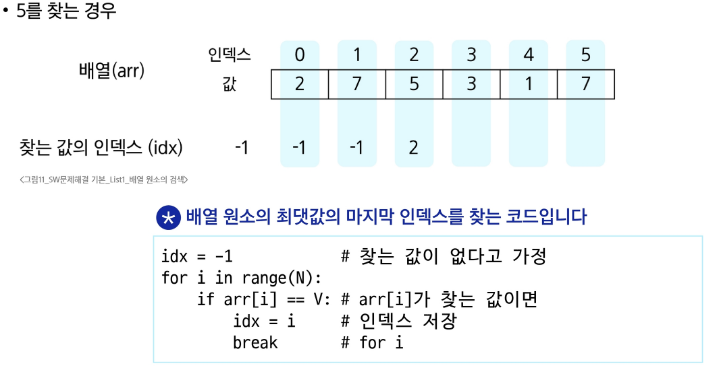 • 5를 찾는 경우
인덱스 0 1 2 3 4 5
배열(arr)
값 2 7 5 3 1 7
찾는 값의 인덱스 (idx) -1 -1 -1 2
<그림11_SW문제해결 기본_List1_배열 원소의 검색>
* 배열 원소의 최댓값의 마지막 인덱스를 찾는 코드입니다
idx = -1 # 찾는 값이 없다고 가정
for i in range(N):
    if arr[i] == V: # arr[i]가 찾는 값이면
        idx = i # 인덱스 저장
        break # for i